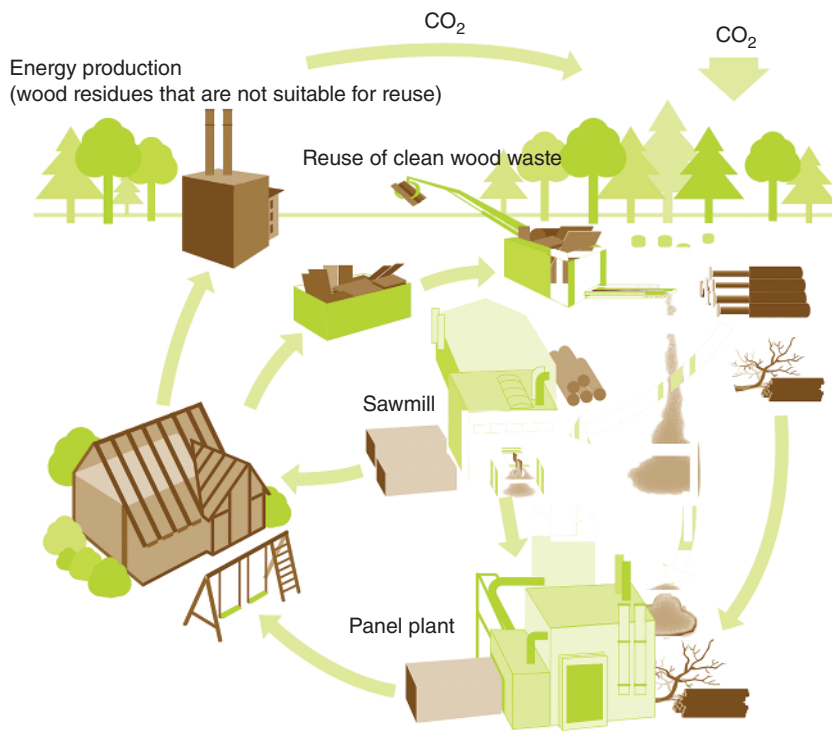 CO₂
CO₂
Energy production
(wood residues that are not suitable for reuse)
Reuse of clean wood waste
Sawmill
Panel plant